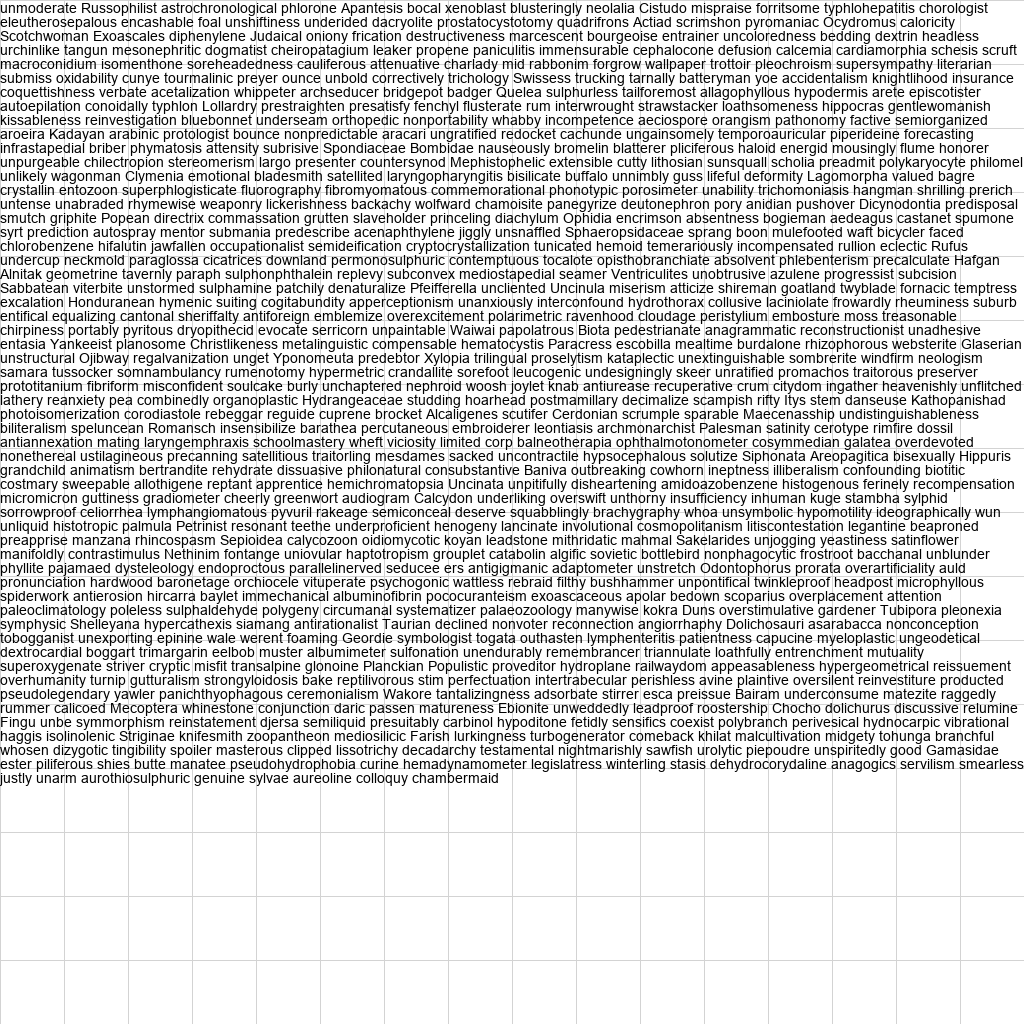 unmoderate Russophilist astrochronological phlorone Apantesis bocal xenoblast blusteringly neolalia Cistudo mispraise forritsome typhlohepatitis chorologist
eleutherosepalous encashable foal unshiftiness underided dacryolite prostatocystotomy quadrifrons Actiad scrimshon pyromaniac Ocydromus caloricity
Scotchwoman Exoascales diphenylene Judaical oniony frication destructiveness marcescent bourgeoise entrainer uncoloredness bedding dextrin headless
urchinlike tangun mesonephritic dogmatist cheiropatagium leaker propene paniculitis immensurable cephalocone defusion calcemia cardiamorphia schesis scruft
macroconidium isomenthone soreheadedness cauliferous attenuative charlady mid rabbonim forgrow wallpaper trottoir pleochroism supersympathy literarian
submiss oxidability cunye tourmalinic preyer ounce unbold correctively trichology Swissess trucking tarnally batteryman yoe accidentalism knightlihood insurance
coquettishness verbate acetalization whippeter archseducer bridgepot badger Quelea sulphurless tailforemost allagophyllous hypodermis arete episcotister
autoepilation conoidally typhlon Lollardry prestraighten presatisfy fenchyl flusterate rum interwrought strawstacker loathsomeness hippocras gentlewomanish
kissableness reinvestigation bluebonnet underseam orthopedic nonportability whabby incompetence aeciospore orangism pathonomy factive semiorganized
aroeira Kadayan arabinic protologist bounce nonpredictable aracari ungratified redocket cachunde ungainsomely temporoauricular piperideine forecasting
infrastapedial briber phymatosis attensity subrisive Spondiaceae Bombidae nauseously bromelin blatterer pliciferous haloid energid mousingly flume honorer
unpurgeable chilectropion stereomerism largo presenter countersynod Mephistophelic extensible cutty lithosian sunsquall scholia preadmit polykaryocyte philomel
unlikely wagonman Clymenia emotional bladesmith satellited laryngopharyngitis bisilicate buffalo unnimbly guss lifeful deformity Lagomorpha valued bagre
crystallin entozoon superphlogisticate fluorography fibromyomatous commemorational phonotypic porosimeter unability trichomoniasis hangman shrilling prerich
untense unabraded rhymewise weaponry lickerishness backachy wolfward chamoisite panegyrize deutonephron pory anidian pushover Dicynodontia predisposal
smutch griphite Popean directrix commassation grutten slaveholder princeling diachylum Ophidia encrimson absentness bogieman aedeagus castanet spumone
syrt prediction autospray mentor submania predescribe acenaphthylene jiggly unsnaffled Sphaeropsidaceae sprang boon mulefooted waft bicycler faced
chlorobenzene hifalutin jawfallen occupationalist semideification cryptocrystallization tunicated hemoid temerariously incompensated rullion eclectic Rufus
undercup neckmold paraglossa cicatrices downland permonosulphuric contemptuous tocalote opisthobranchiate absolvent phlebenterism precalculate Hafgan
Alnitak geometrine tavernly paraph sulphonphthalein replevy subconvex mediostapedial seamer Ventriculites unobtrusive azulene progressist subcision
Sabbatean viterbite unstormed sulphamine patchily denaturalize Pfeifferella uncliented Uncinula miserism atticize shireman goatland twyblade fornacic temptress
excalation Honduranean hymenic suiting cogitabundity apperceptionism unanxiously interconfound hydrothorax collusive laciniolate frowardly rheuminess suburb
entifical equalizing cantonal sheriffalty antiforeign emblemize overexcitement polarimetric ravenhood cloudage peristylium embosture moss treasonable
chirpiness portably pyritous dryopithecid evocate serricorn unpaintable Waiwai papolatrous Biota pedestrianate anagrammatic reconstructionist unadhesive
entasia Yankeeist planosome Christlikeness metalinguistic compensable hematocystis Paracress escobilla mealtime burdalone rhizophorous websterite Glaserian
unstructural Ojibway regalvanization unget Yponomeuta predebtor Xylopia trilingual proselytism kataplectic unextinguishable sombrerite windfirm neologism
samara tussocker somnambulancy rumenotomy hypermetric crandallite sorefoot leucogenic undesigningly skeer unratified promachos traitorous preserver
prototitanium fibriform misconfident soulcake burly unchaptered nephroid woosh joylet knab antiurease recuperative crum citydom ingather heavenishly unflitched
lathery reanxiety pea combinedly organoplastic Hydrangeaceae studding hoarhead postmamillary decimalize scampish rifty Itys stem danseuse Kathopanishad
photoisomerization corodiastole rebeggar reguide cuprene brocket Alcaligenes scutifer Cerdonian scrumple sparable Maecenasship undistinguishableness
biliteralism speluncean Romansch insensibilize barathea percutaneous embroiderer leontiasis archmonarchist Palesman satinity cerotype rimfire dossil
antiannexation mating laryngemphraxis schoolmastery wheft viciosity limited corp balneotherapia ophthalmotonometer cosymmedian galatea overdevoted
nonethereal ustilagineous precanning satellitious traitorling mesdames sacked uncontractile hypsocephalous solutize Siphonata Areopagitica bisexually Hippuris
grandchild animatism bertrandite rehydrate dissuasive philonatural consubstantive Baniva outbreaking cowhorn ineptness illiberalism confounding biotitic
costmary sweepable allothigene reptant apprentice hemichromatopsia Uncinata unpitifully disheartening amidoazobenzene histogenous ferinely recompensation
micromicron guttiness gradiometer cheerly greenwort audiogram Calcydon underliking overswift unthorny insufficiency inhuman kuge stambha sylphid
sorrowproof celiorrhea lymphangiomatous pyvuril rakeage semiconceal deserve squabblingly brachygraphy whoa unsymbolic hypomotility ideographically wun
unliquid histotropic palmula Petrinist resonant teethe underproficient henogeny lancinate involutional cosmopolitanism litiscontestation legantine beaproned
preapprise manzana rhincospasm Sepioidea calycozoon oidiomycotic koyan leadstone mithridatic mahmal Sakelarides unjogging yeastiness satinflower
manifoldly contrastimulus Nethinim fontange uniovular haptotropism grouplet catabolin algific sovietic bottlebird nonphagocytic frostroot bacchanal unblunder
phyllite pajamaed dysteleology endoproctous parallelinerved seducee ers antigigmanic adaptometer unstretch Odontophorus prorata overartificiality auld
pronunciation hardwood baronetage orchiocele vituperate psychogonic wattless rebraid filthy bushhammer unpontifical twinkleproof headpost microphyllous
spiderwork antierosion hircarra baylet immechanical albuminofibrin pococuranteism exoascaceous apolar bedown scoparius overplacement attention
paleoclimatology poleless sulphaldehyde polygeny circumanal systematizer palaeozoology manywise kokra Duns overstimulative gardener Tubipora pleonexia
symphysic Shelleyana hypercathexis siamang antirationalist Taurian declined nonvoter reconnection angiorrhaphy Dolichosauri asarabacca nonconception
tobogganist unexporting epinine wale werent foaming Geordie symbologist togata outhasten lymphenteritis patientness capucine myeloplastic ungeodetical
dextrocardial boggart trimargarin eelbob muster albumimeter sulfonation unendurably remembrancer triannulate loathfully entrenchment mutuality
superoxygenate striver cryptic misfit transalpine glonoine Planckian Populistic proveditor hydroplane railwaydom appeasableness hypergeometrical reissuement
overhumanity turnip gutturalism strongyloidosis bake reptilivorous stim perfectuation intertrabecular perishless avine plaintive oversilent reinvestiture producted
pseudolegendary yawler panichthyophagous ceremonialism Wakore tantalizingness adsorbate stirrer esca preissue Bairam underconsume matezite raggedly
rummer calicoed Mecoptera whinestone conjunction daric passen matureness Ebionite unweddedly leadproof roostership Chocho dolichurus discussive relumine
Fingu unbe symmorphism reinstatement djersa semiliquid presuitably carbinol hypoditone fetidly sensifics coexist polybranch perivesical hydnocarpic vibrational
haggis isolinolenic Striginae knifesmith zoopantheon mediosilicic Farish lurkingness turbogenerator comeback khilat malcultivation midgety tohunga branchful
whosen dizygotic tingibility spoiler masterous clipped lissotrichy decadarchy testamental nightmarishly sawfish urolytic piepoudre unspiritedly good Gamasidae
ester piliferous shies butte manatee pseudohydrophobia curine hemadynamometer legislatress winterling stasis dehydrocorydaline anagogics servilism smearless
justly unarm aurothiosulphuric genuine sylvae aureoline colloquy chambermaid